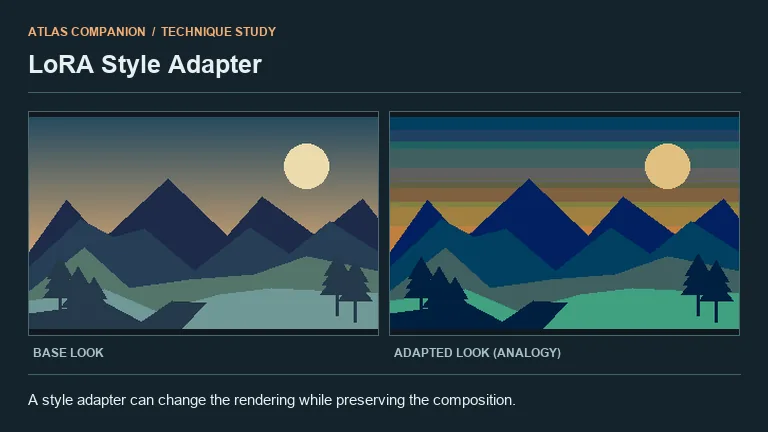 ATLAS COMPANION / TECHNIQUE STUDY
LoRA Style Adapter
BASE LOOK
ADAPTED LOOK (ANALOGY)
A style adapter can change the rendering while preserving the composition.